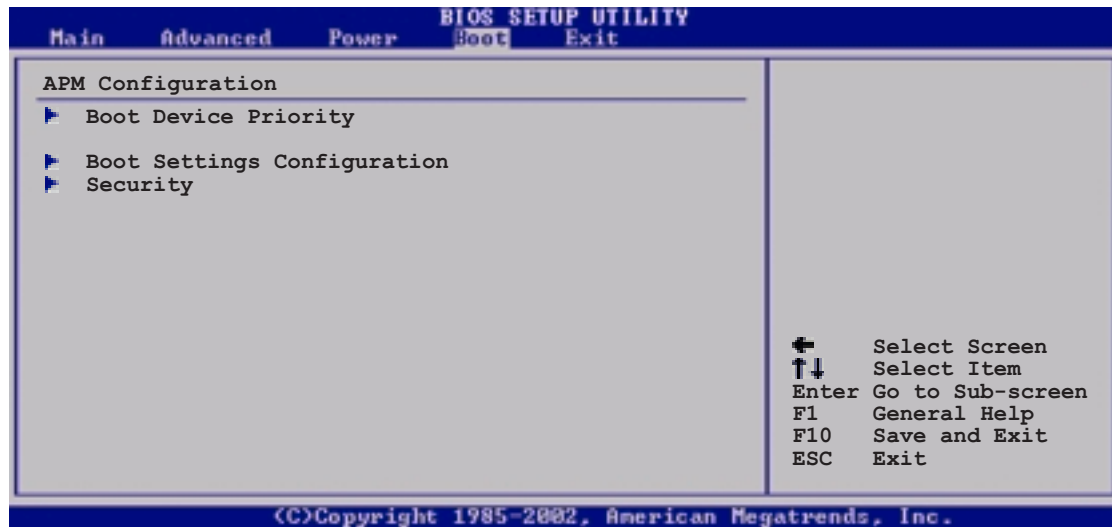 BIOS SETUP UTILITY
Main Advanced Power Boot Exit
APM Configuration
Boot Device Priority
Boot Settings Configuration
Security
← Select Screen
↑↓ Select Item
Enter Go to Sub-screen
F1 General Help
F10 Save and Exit
ESC Exit
(C)Copyright 1985-2002, American Megatrends, Inc.